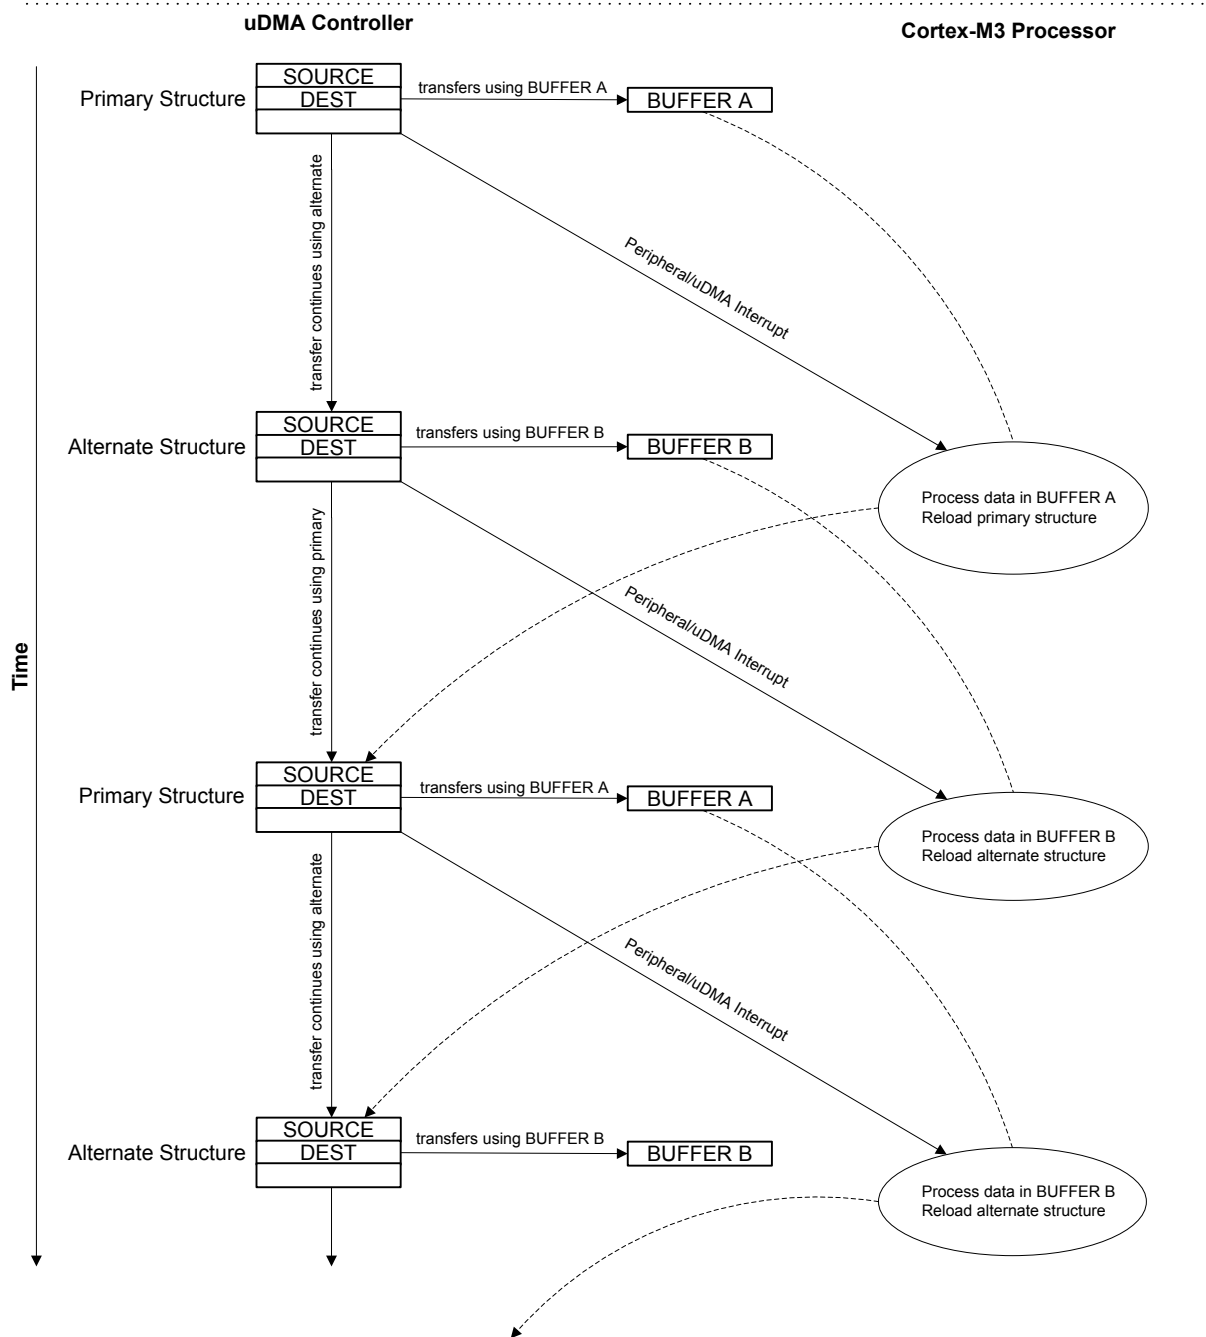 uDMA Controller
Cortex-M3 Processor
SOURCE
Primary Structure
DEST
transfers using BUFFER A
BUFFER A
transfer continues using alternate
Peripheral/uDMA Interrupt
SOURCE
Alternate Structure
DEST
transfers using BUFFER B
BUFFER B
Process data in BUFFER A
Reload primary structure
transfer continues using primary
Peripheral/uDMA Interrupt
Time
SOURCE
Primary Structure
DEST
transfers using BUFFER A
BUFFER A
Process data in BUFFER B
Reload alternate structure
transfer continues using alternate
Peripheral/uDMA Interrupt
SOURCE
Alternate Structure
DEST
transfers using BUFFER B
BUFFER B
Process data in BUFFER B
Reload alternate structure